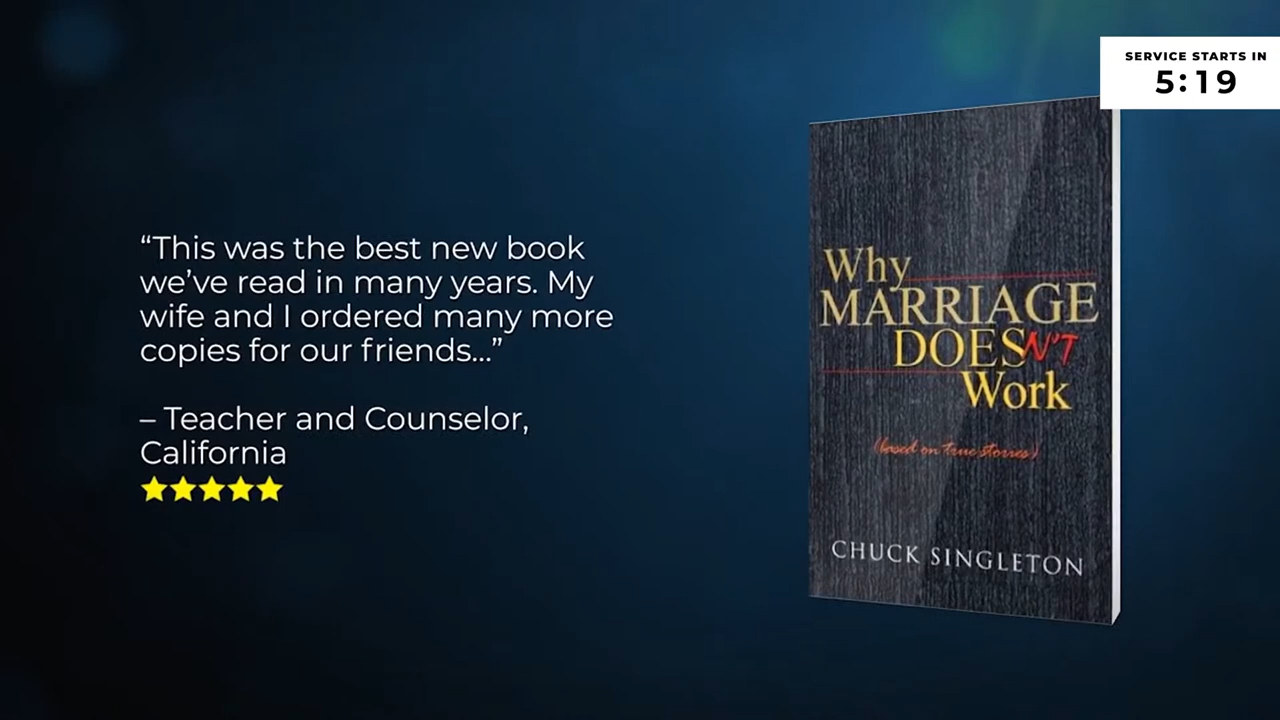 SERVICE STARTS IN
5:19
“This was the best new book
we’ve read in many years. My
wife and I ordered many more
copies for our friends...”
– Teacher and Counselor,
California
Why
MARRIAGE
DOESN'T
Work
(based on true stories)
CHUCK SINGLETON